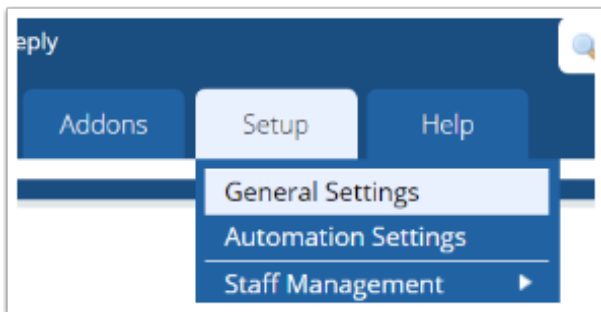 eply
Addons Setup Help
General Settings
Automation Settings
Staff Management